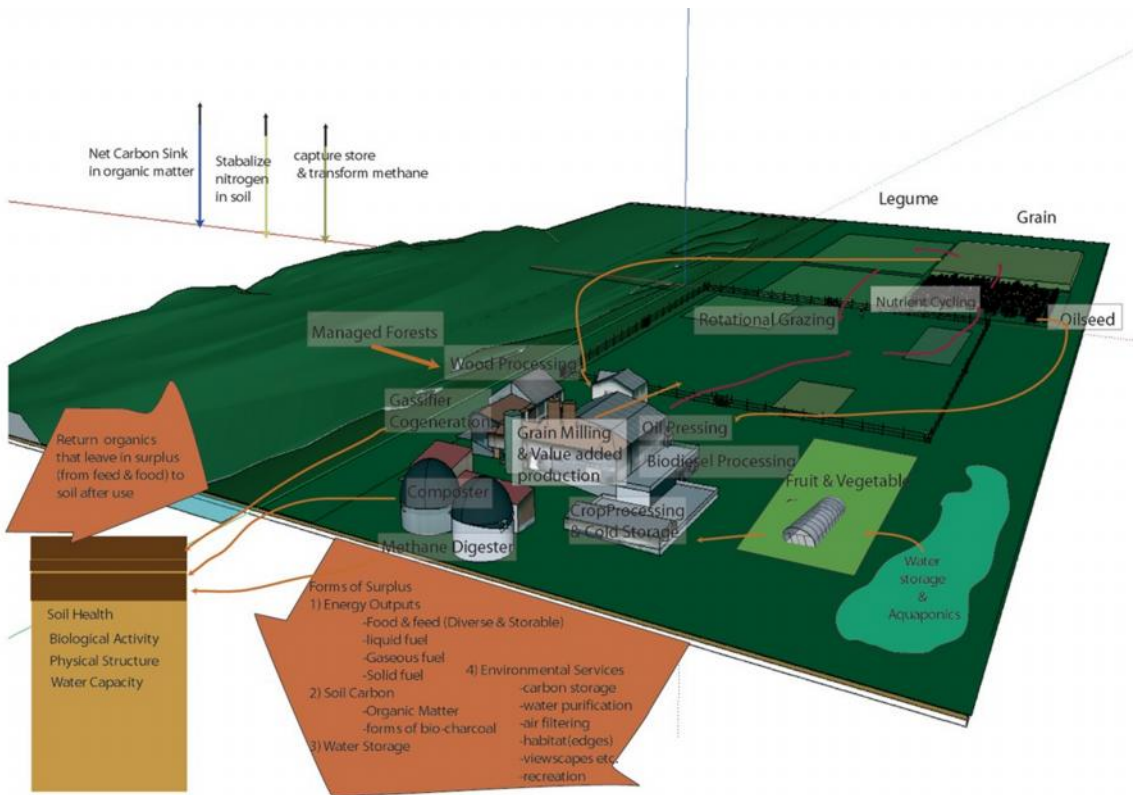 Net Carbon Sink
in organic matter
Stabalize
nitrogen
in soil
capture store
& transform methane
Legume
Grain
Managed Forests
Wood Processing
Rotational Grazing
Nutrient Cycling
Oilseed
Gassifier
Cogeneration
Grain Milling
& Value added
production
Oil Pressing
Biodiesel Processing
Fruit & Vegetable
Composter
CropProcessing
& Cold Storage
Methane Digester
Water
storage
&
Aquaponics
Return organics
that leave in surplus
(from feed & food) to
soil after use
Soil Health
Biological Activity
Physical Structure
Water Capacity
Forms of Surplus
1) Energy Outputs
-Food & feed (Diverse & Storable)
-liquid fuel
-Gaseous fuel
-Solid fuel
2) Soil Carbon
-Organic Matter
-forms of bio-charcoal
3) Water Storage
4) Environmental Services
-carbon storage
-water purification
-air filtering
-habitat(edges)
-viewscapes etc.
-recreation